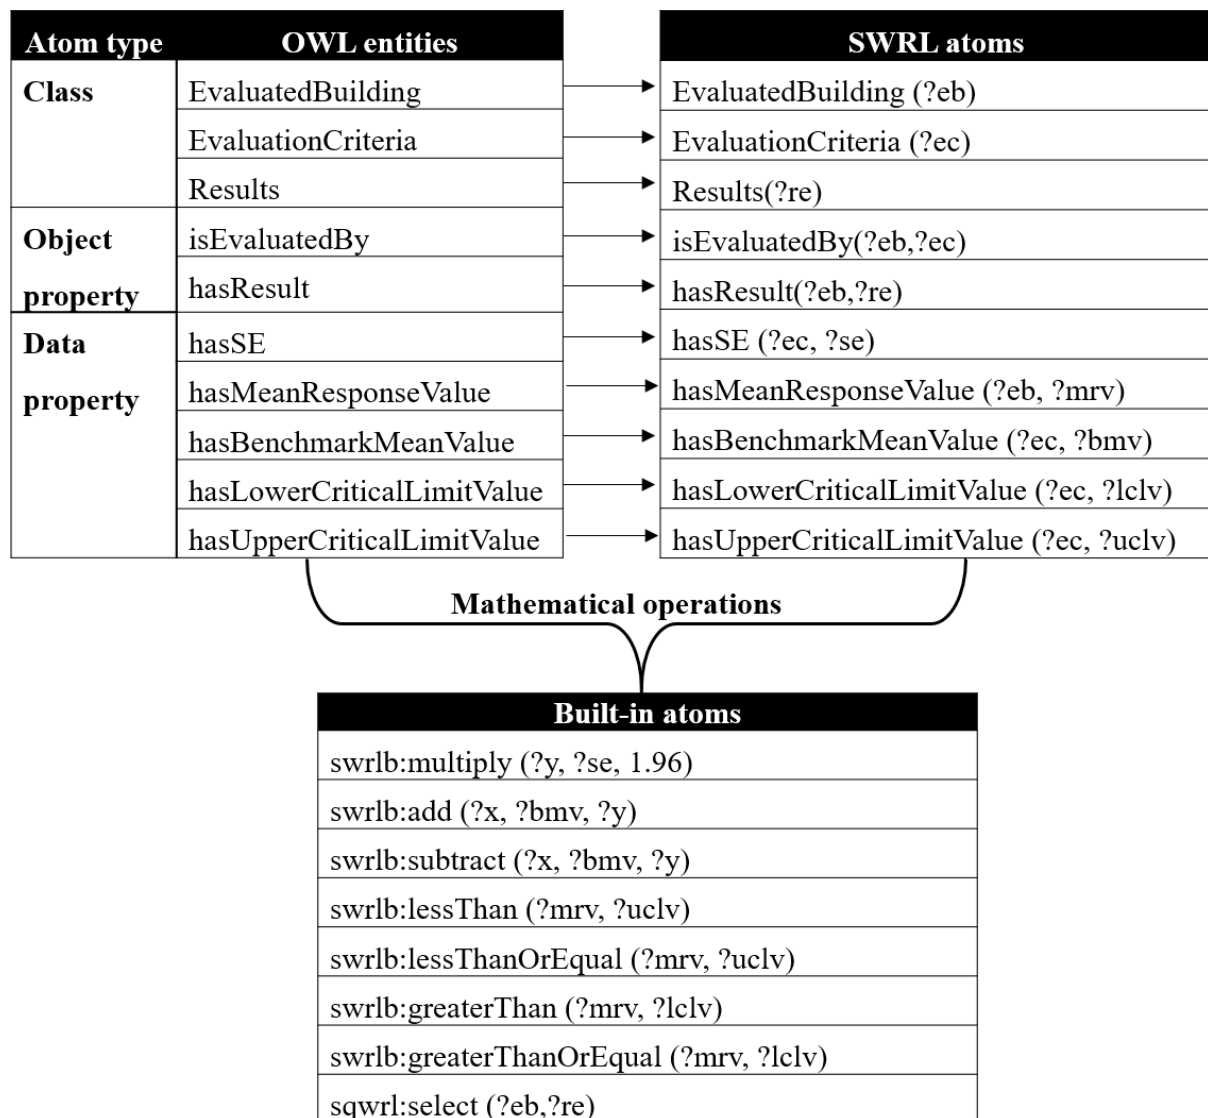 Atom type OWL entities SWRL atoms
Class EvaluatedBuilding EvaluatedBuilding (?eb)
EvaluationCriteria EvaluationCriteria (?ec)
Results Results(?re)
Object isEvaluatedBy isEvaluatedBy(?eb,?ec)
property hasResult hasResult(?eb,?re)
Data hasSE hasSE (?ec, ?se)
property hasMeanResponseValue hasMeanResponseValue (?eb, ?mrv)
hasBenchmarkMeanValue hasBenchmarkMeanValue (?ec, ?bmv)
hasLowerCriticalLimitValue hasLowerCriticalLimitValue (?ec, ?lclv)
hasUpperCriticalLimitValue hasUpperCriticalLimitValue (?ec, ?uclv)
Mathematical operations
Built-in atoms
swrlb:multiply (?y, ?se, 1.96)
swrlb:add (?x, ?bmv, ?y)
swrlb:subtract (?x, ?bmv, ?y)
swrlb:lessThan (?mrv, ?uclv)
swrlb:lessThanOrEqual (?mrv, ?uclv)
swrlb:greaterThan (?mrv, ?lclv)
swrlb:greaterThanOrEqual (?mrv, ?lclv)
sqwrl:select (?eb,?re)